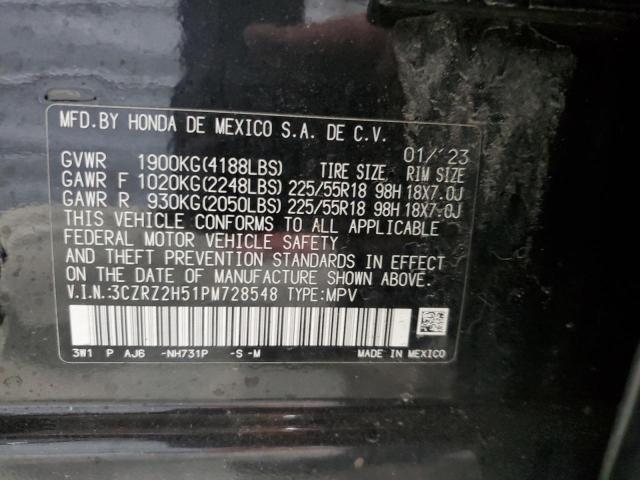 MFD.BY HONDA DE MEXICO S.A. DE C.V.
01/'23
GVWR 1900KG(4188LBS) TIRE SIZE RIM SIZE
GAWR F 1020KG(2248LBS) 225/55R18 98H 18X7.0J
GAWR R 930KG(2050LBS) 225/55R18 98H 18X7.0J
THIS VEHICLE CONFORMS TO ALL APPLICABLE
FEDERAL MOTOR VEHICLE SAFETY
AND THEFT PREVENTION STANDARDS IN EFFECT
ON THE DATE OF MANUFACTURE SHOWN ABOVE.
V.I.N.:3CZRZ2H51PM728548 TYPE:MPV
3W1 P AJ6 -NH731P -S -M MADE IN MEXICO